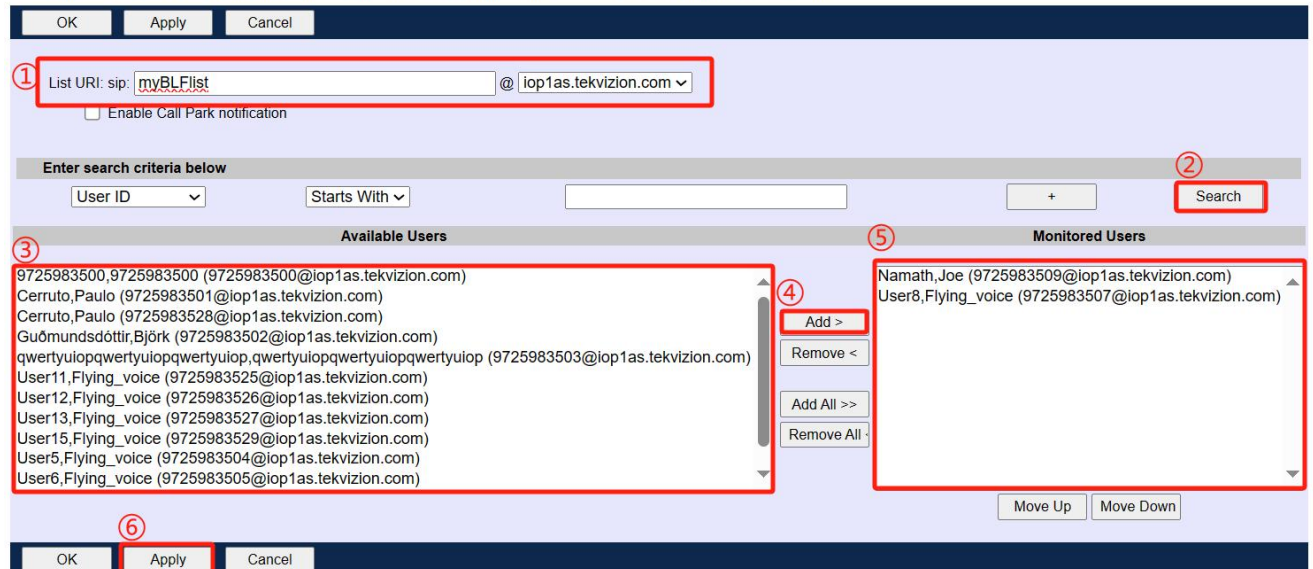 OK Apply Cancel
① List URI: sip: myBLFlist @ iop1as.tekvizion.com
Enable Call Park notification
Enter search criteria below
②
User ID Starts With + Search
Available Users Monitored Users
③ ⑤
9725983500,9725983500 (9725983500@iop1as.tekvizion.com)
Cerruto,Paulo (9725983501@iop1as.tekvizion.com)
Cerruto,Paulo (9725983528@iop1as.tekvizion.com)
Guðmundsdóttir,Björk (9725983502@iop1as.tekvizion.com)
qwertyuiopqwertyuiopqwertyuiop,qwertyuiopqwertyuiopqwertyuiop (9725983503@iop1as.tekvizion.com)
User11,Flying_voice (9725983525@iop1as.tekvizion.com)
User12,Flying_voice (9725983526@iop1as.tekvizion.com)
User13,Flying_voice (9725983527@iop1as.tekvizion.com)
User15,Flying_voice (9725983529@iop1as.tekvizion.com)
User5,Flying_voice (9725983504@iop1as.tekvizion.com)
User6,Flying_voice (9725983505@iop1as.tekvizion.com)
④
Add >
Remove <
Add All >>
Remove All
Namath,Joe (9725983509@iop1as.tekvizion.com)
User8,Flying_voice (9725983507@iop1as.tekvizion.com)
Move Up Move Down
⑥
OK Apply Cancel